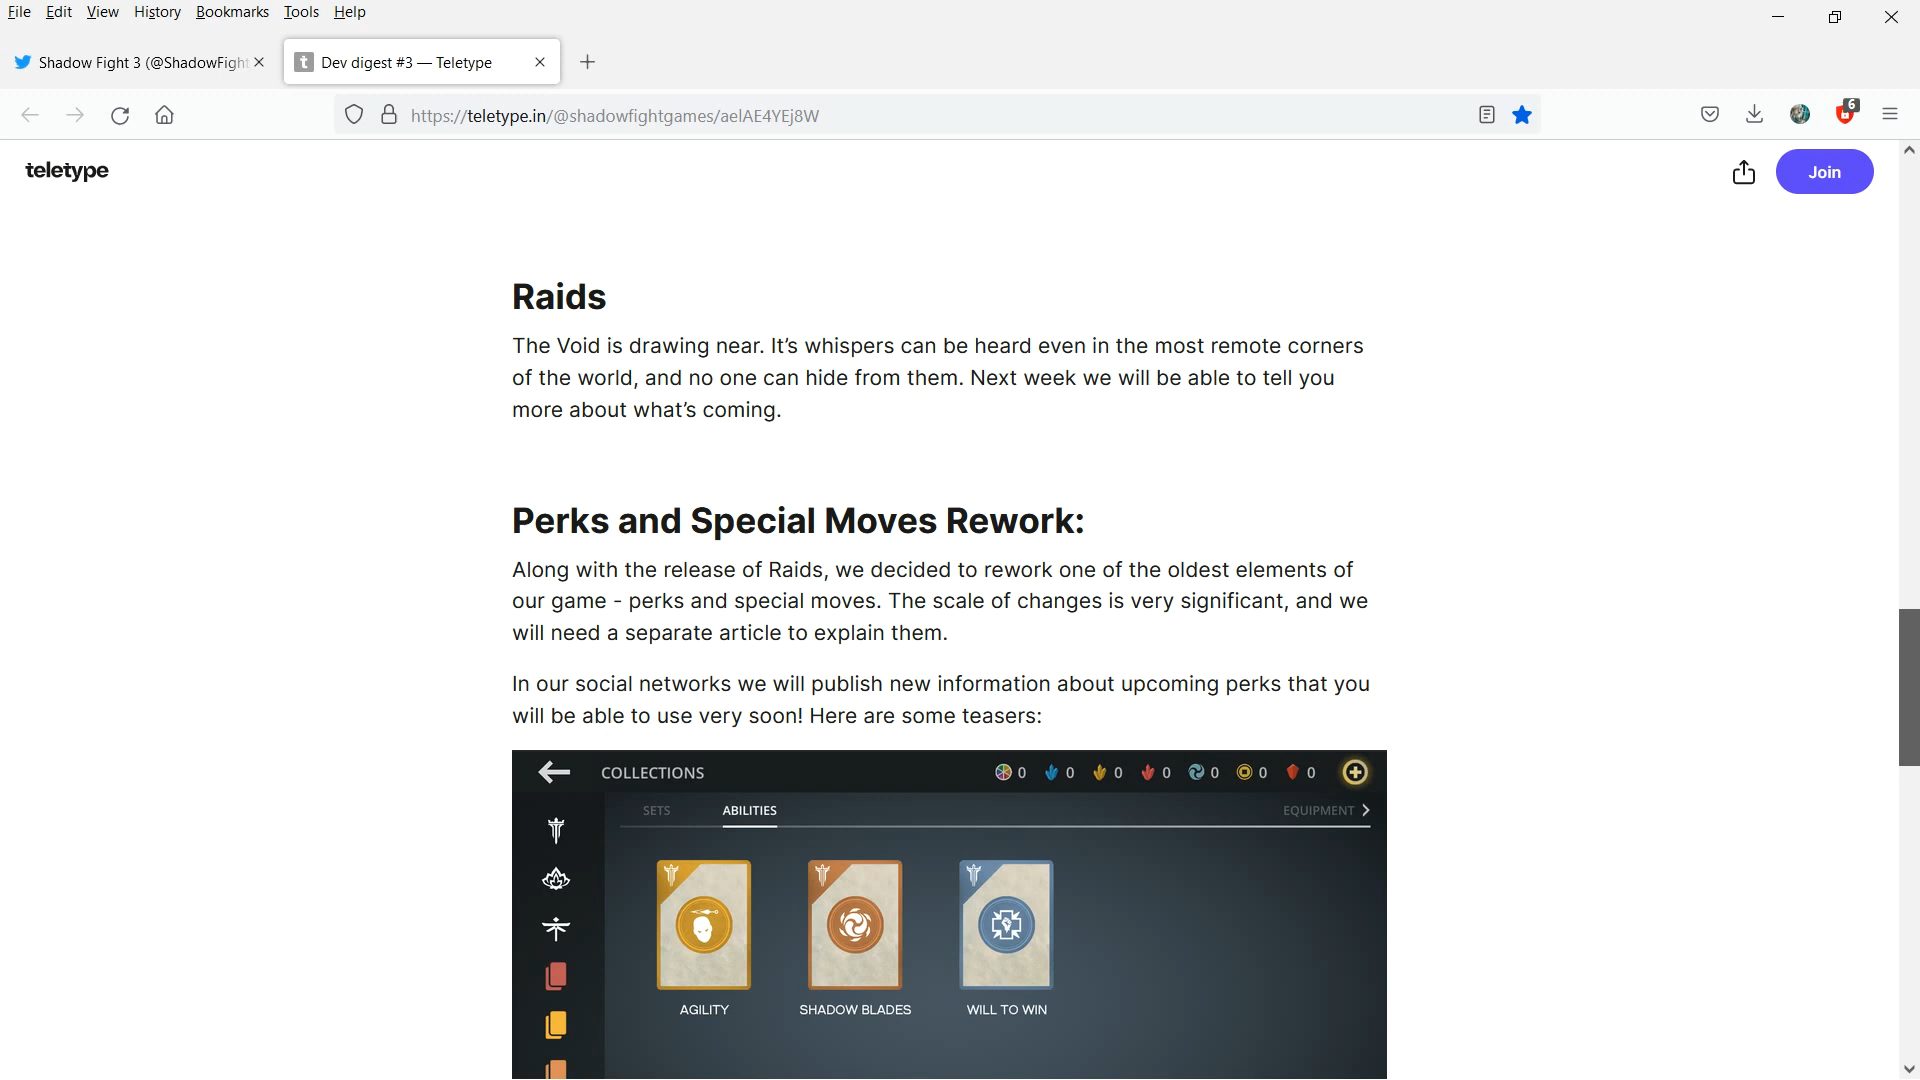 File Edit View History Bookmarks Tools Help
Shadow Fight 3 (@ShadowFight
Dev digest #3 — Teletype
https://teletype.in/@shadowfightgames/aelAE4YEj8W
6
teletype
Join
Raids
The Void is drawing near. It’s whispers can be heard even in the most remote corners
of the world, and no one can hide from them. Next week we will be able to tell you
more about what’s coming.
Perks and Special Moves Rework:
Along with the release of Raids, we decided to rework one of the oldest elements of
our game - perks and special moves. The scale of changes is very significant, and we
will need a separate article to explain them.
In our social networks we will publish new information about upcoming perks that you
will be able to use very soon! Here are some teasers:
COLLECTIONS 0 0 0 0 0 0 0
SETS ABILITIES EQUIPMENT
AGILITY SHADOW BLADES WILL TO WIN